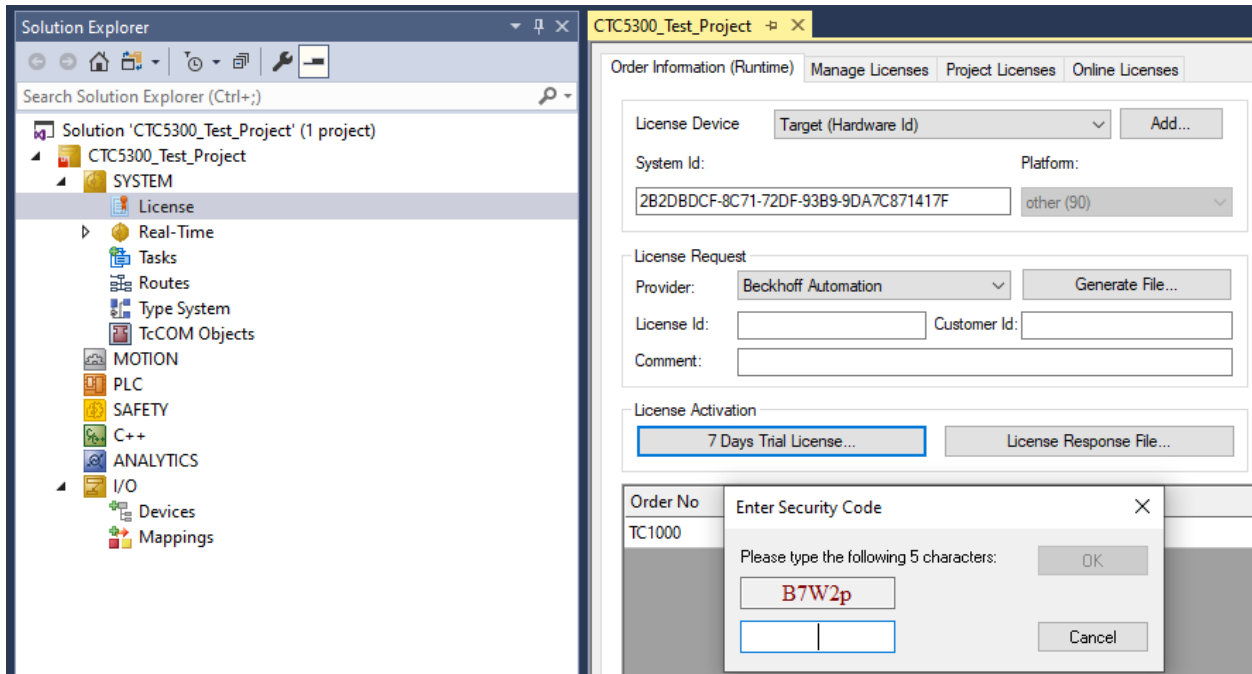 Solution Explorer
Search Solution Explorer (Ctrl+;)
Solution 'CTC5300_Test_Project' (1 project)
CTC5300_Test_Project
SYSTEM
License
Real-Time
Tasks
Routes
Type System
TcCOM Objects
MOTION
PLC
SAFETY
C++
ANALYTICS
I/O
Devices
Mappings
CTC5300_Test_Project
Order Information (Runtime) Manage Licenses Project Licenses Online Licenses
License Device Target (Hardware Id) Add...
System Id: Platform:
2B2DBDCF-8C71-72DF-93B9-9DA7C871417F other (90)
License Request
Provider: Beckhoff Automation Generate File...
License Id: Customer Id:
Comment:
License Activation
7 Days Trial License... License Response File...
Order No
TC1000
Enter Security Code
Please type the following 5 characters: OK
B7W2p
Cancel